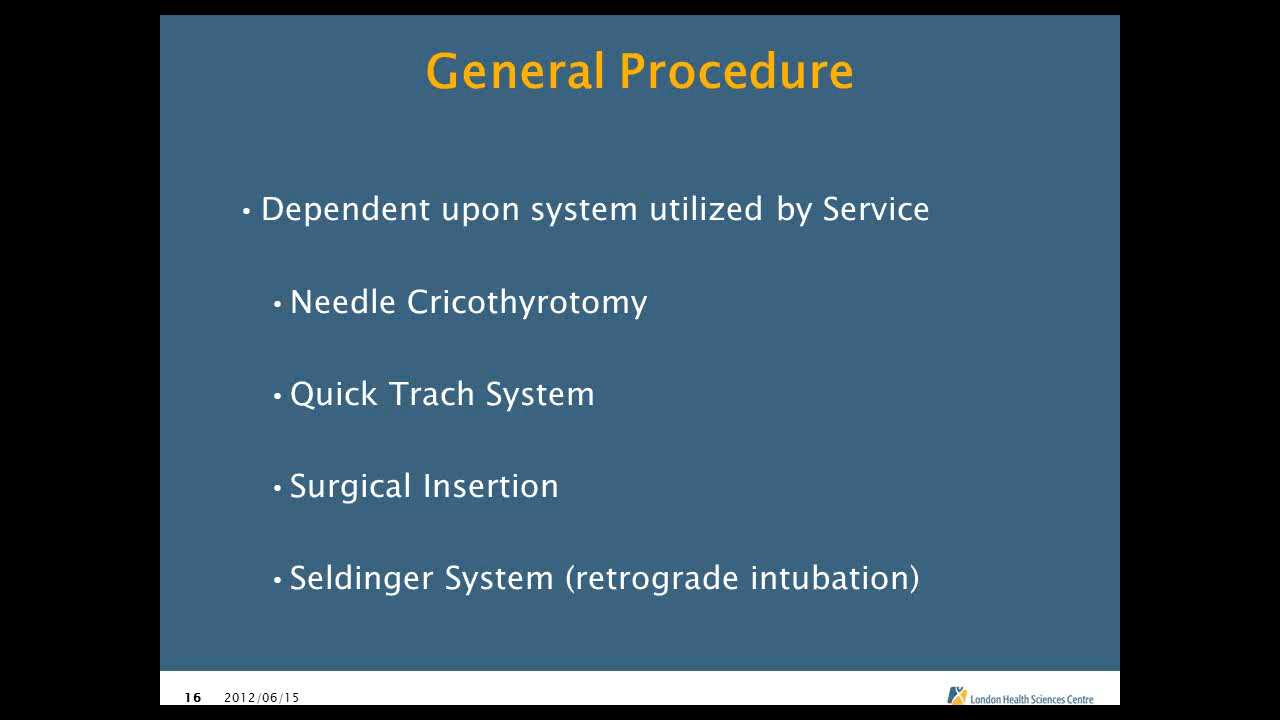 General Procedure
• Dependent upon system utilized by Service
• Needle Cricothyrotomy
• Quick Trach System
• Surgical Insertion
• Seldinger System (retrograde intubation)
16 2012/06/15
London Health Sciences Centre